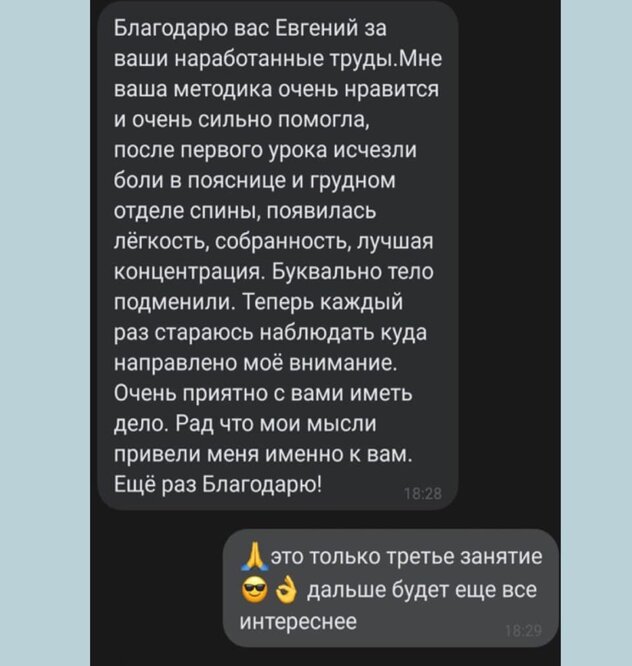 Благодарю вас Евгений за
ваши наработанные труды.Мне
ваша методика очень нравится
и очень сильно помогла,
после первого урока исчезли
боли в пояснице и грудном
отделе спины, появилась
лёгкость, собранность, лучшая
концентрация. Буквально тело
подменили. Теперь каждый
раз стараюсь наблюдать куда
направлено моё внимание.
Очень приятно с вами иметь
дело. Рад что мои мысли
привели меня именно к вам.
Ещё раз Благодарю!
18:28
🙏это только третье занятие
😎👌 дальше будет еще все
интереснее
18:29